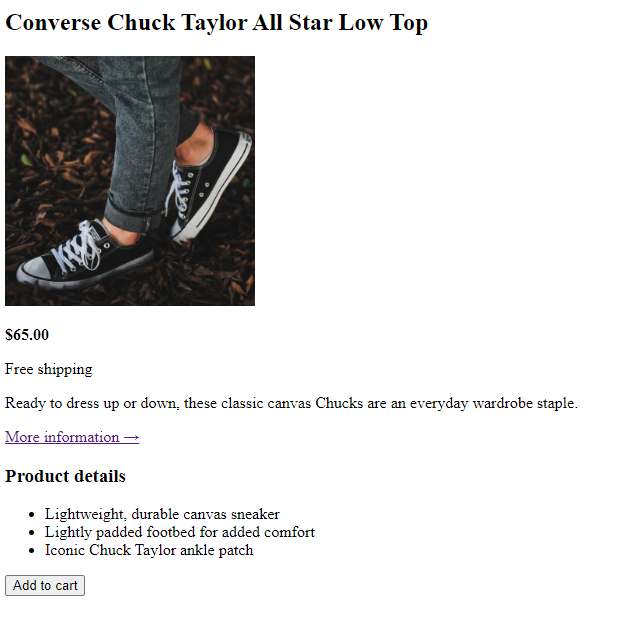 Converse Chuck Taylor All Star Low Top
$65.00
Free shipping
Ready to dress up or down, these classic canvas Chucks are an everyday wardrobe staple.
More information →
Product details
Lightweight, durable canvas sneaker
Lightly padded footbed for added comfort
Iconic Chuck Taylor ankle patch
Add to cart